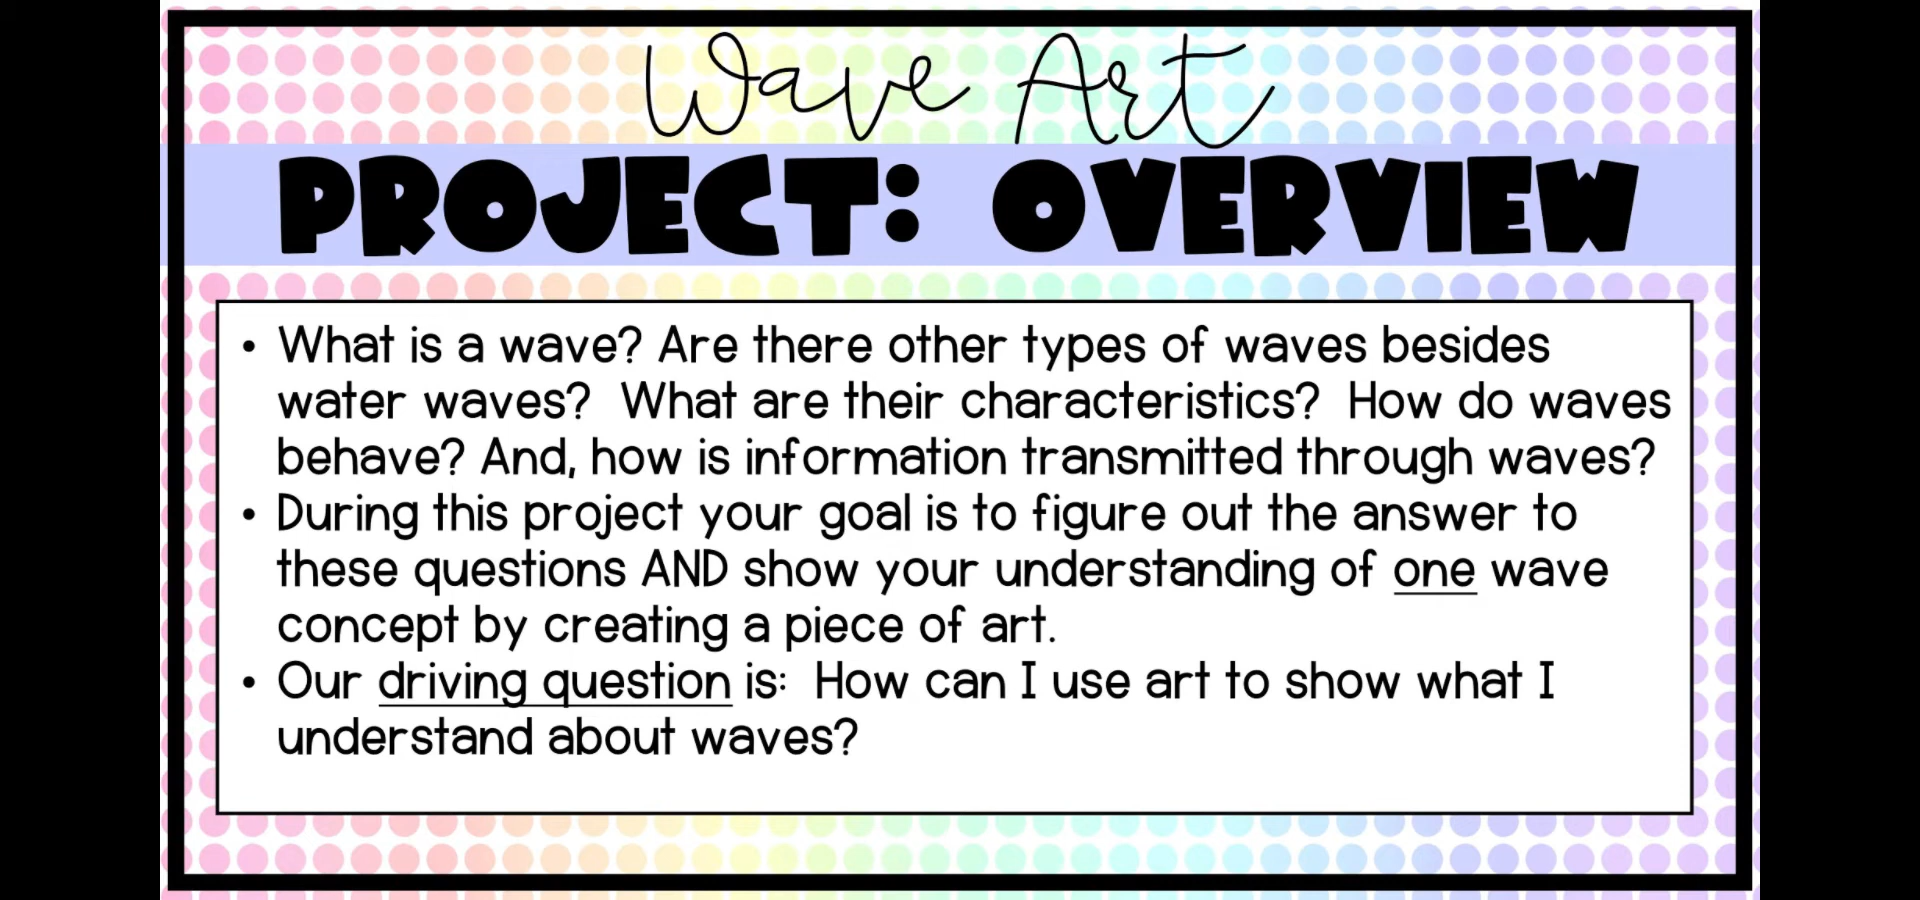 Wave Art
PROJECT: OVERVIEW
• What is a wave? Are there other types of waves besides
water waves?  What are their characteristics?  How do waves
behave? And, how is information transmitted through waves?
• During this project your goal is to figure out the answer to
these questions AND show your understanding of one wave
concept by creating a piece of art.
• Our driving question is:  How can I use art to show what I
understand about waves?